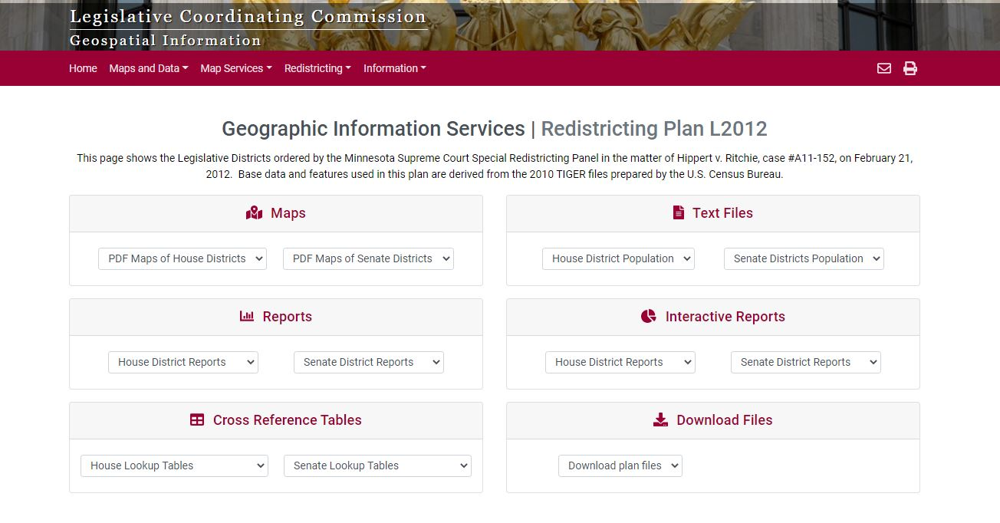 Legislative Coordinating Commission
Geospatial Information
Home Maps and Data Map Services Redistricting Information
Geographic Information Services | Redistricting Plan L2012
This page shows the Legislative Districts ordered by the Minnesota Supreme Court Special Redistricting Panel in the matter of Hippert v. Ritchie, case #A11-152, on February 21,
2012. Base data and features used in this plan are derived from the 2010 TIGER files prepared by the U.S. Census Bureau.
Maps
PDF Maps of House Districts PDF Maps of Senate Districts
Text Files
House District Population Senate Districts Population
Reports
House District Reports Senate District Reports
Interactive Reports
House District Reports Senate District Reports
Cross Reference Tables
House Lookup Tables Senate Lookup Tables
Download Files
Download plan files